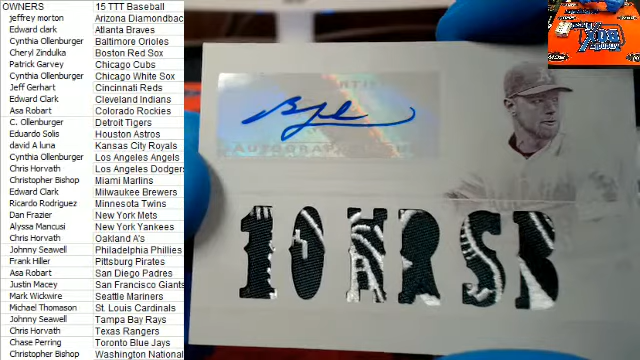 OWNERS 15 TTT Baseball
jeffrey morton Arizona Diamondbac
Edward clark Atlanta Braves
Cynthia Ollenburger Baltimore Orioles
Cheryl Zindulka Boston Red Sox
Patrick Garvey Chicago Cubs
Cynthia Ollenburger Chicago White Sox
Jeff Gerhart Cincinnati Reds
Edward Clark Cleveland Indians
Asa Robart Colorado Rockies
C. Ollenburger Detroit Tigers
Eduardo Solis Houston Astros
david A luna Kansas City Royals
Cynthia Ollenburger Los Angeles Angels
Chris Horvath Los Angeles Dodgers
Christopher Bishop Miami Marlins
Edward Clark Milwaukee Brewers
Ricardo Rodriguez Minnesota Twins
Dan Frazier New York Mets
Alyssa Mancusi New York Yankees
Chris Horvath Oakland A's
Johnny Seawell Philadelphia Phillies
Frank Hiller Pittsburg Pirates
Asa Robart San Diego Padres
Justin Macey San Francisco Giants
Mark Wickwire Seattle Mariners
Michael Thomason St. Louis Cardinals
Johnny Seawell Tampa Bay Rays
Chris Horvath Texas Rangers
Chase Perring Toronto Blue Jays
Christopher Bishop Washington National
10HRSB